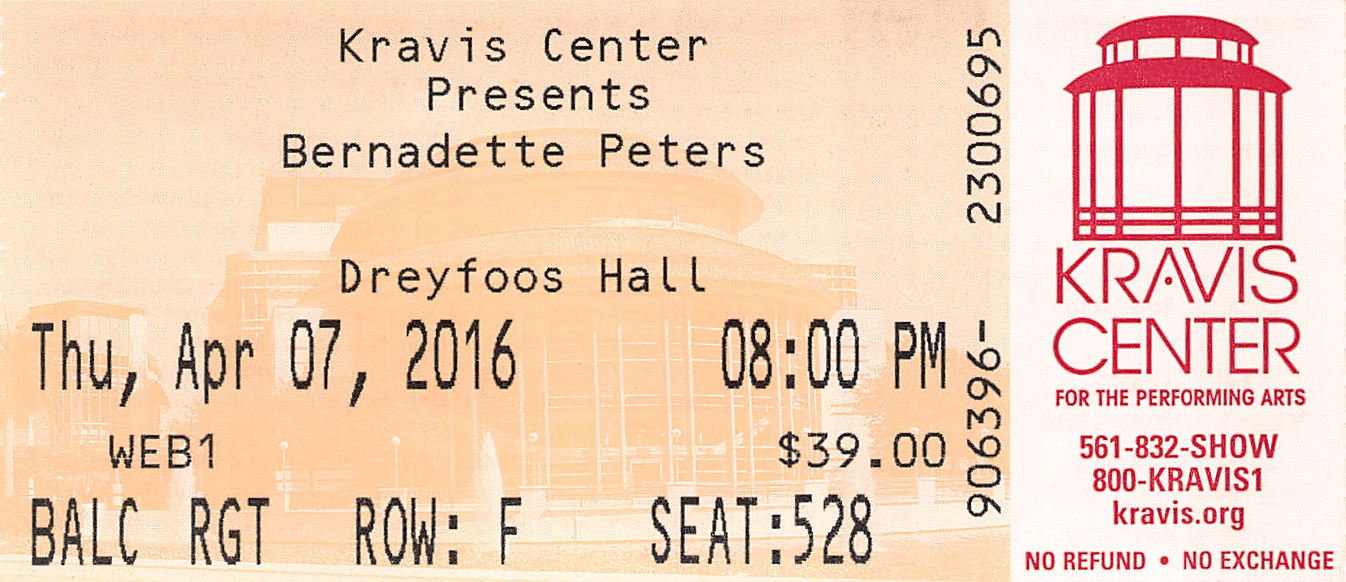 Kravis Center
Presents
Bernadette Peters
Dreyfoos Hall
Thu, Apr 07, 2016 08:00 PM
WEB1 $39.00
BALC RGT ROW: F SEAT:528
2300695
906396-
KRAVIS
CENTER
FOR THE PERFORMING ARTS
561-832-SHOW
800-KRAVIS1
kravis.org
NO REFUND • NO EXCHANGE